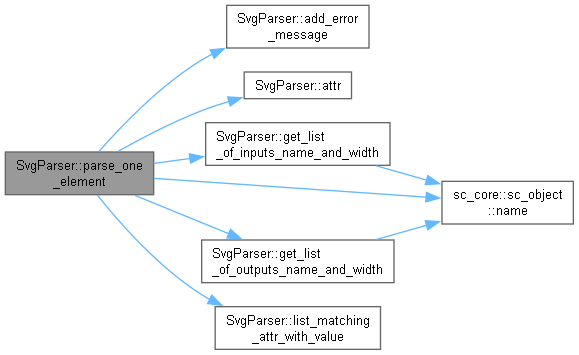 SvgParser::add_error
_message
SvgParser::attr
SvgParser::get_list
_of_inputs_name_and_width
SvgParser::parse_one
_element
sc_core::sc_object
::name
SvgParser::get_list
_of_outputs_name_and_width
SvgParser::list_matching
_attr_with_value